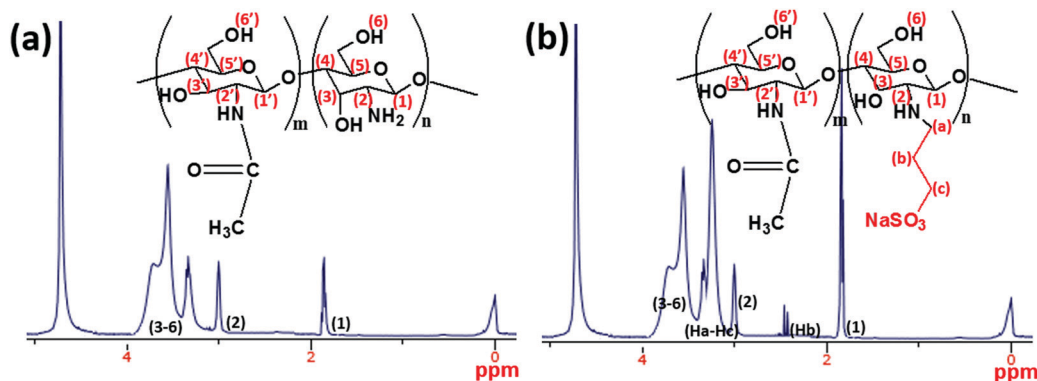 (a)
(6')
OH
(6)
OH
(4')
(5')
O
(4)
(5)
O
(3')
O
O
HO
(2')
(1')
(3)
(2)
(1)
HN
m
OH
NH2
n
O
C
H3C
(3-6)
(2)
(1)
4
2
0
ppm
(b)
(6')
OH
(6)
OH
(4')
(5')
O
(4)
(5)
O
(3')
O
(3)
O
HO
(2')
(1')
HO
(2)
(1)
HN
m
HN
n
(a)
(b)
O
C
(c)
H3C
NaSO3
(3-6)
(2)
(Ha-Hc)
(Hb)
(1)
4
2
0
ppm